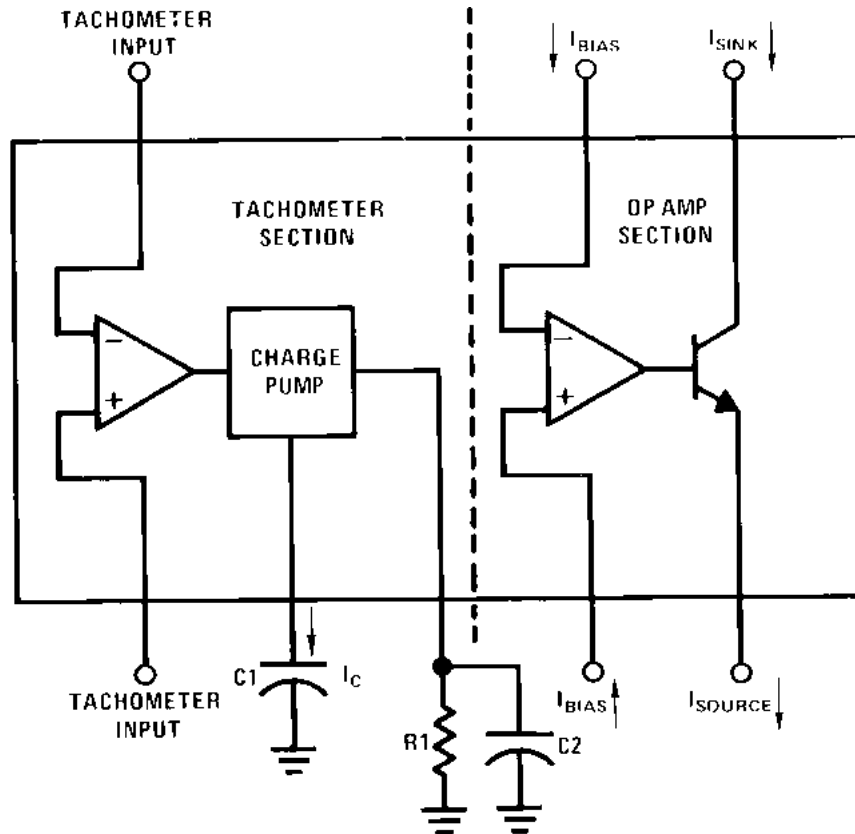 TACHOMETER
INPUT
I_BIAS
I_SINK
TACHOMETER
SECTION
OP AMP
SECTION
−
+
CHARGE
PUMP
−
+
C1
I_C
TACHOMETER
INPUT
R1
C2
I_BIAS
I_SOURCE